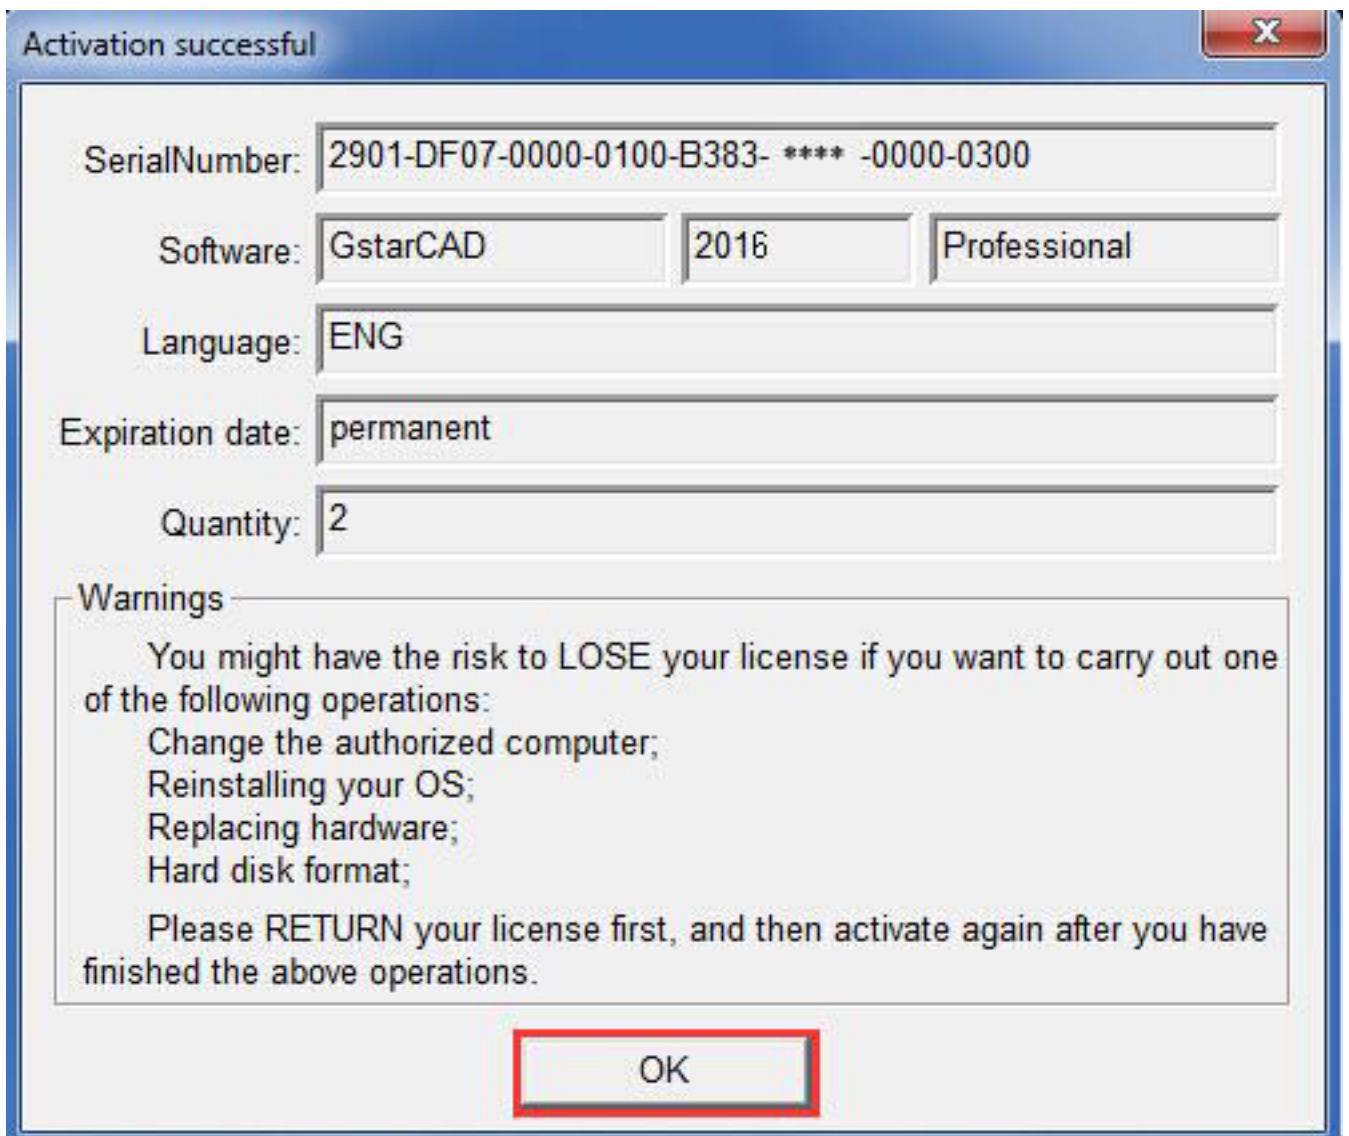 Activation successful
SerialNumber: 2901-DF07-0000-0100-B383- **** -0000-0300
Software: GstarCAD 2016 Professional
Language: ENG
Expiration date: permanent
Quantity: 2
Warnings
You might have the risk to LOSE your license if you want to carry out one
of the following operations:
Change the authorized computer;
Reinstalling your OS;
Replacing hardware;
Hard disk format;
Please RETURN your license first, and then activate again after you have
finished the above operations.
OK